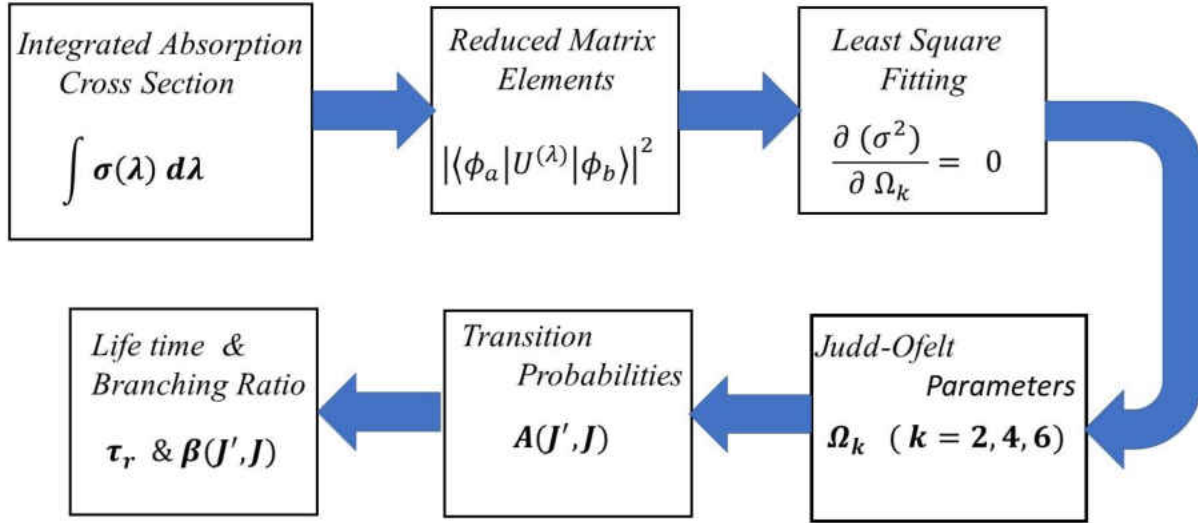 Integrated Absorption
Cross Section
∫ σ(λ) dλ
Reduced Matrix
Elements
|⟨ϕₐ|U⁽λ⁾|ϕ_b⟩|²
Least Square
Fitting
∂ (σ²)
/ ∂ Ωₖ = 0
Judd-Ofelt
Parameters
Ωₖ ( k = 2, 4, 6)
Transition
Probabilities
A(J′, J)
Life time &
Branching Ratio
τᵣ & β(J′, J)